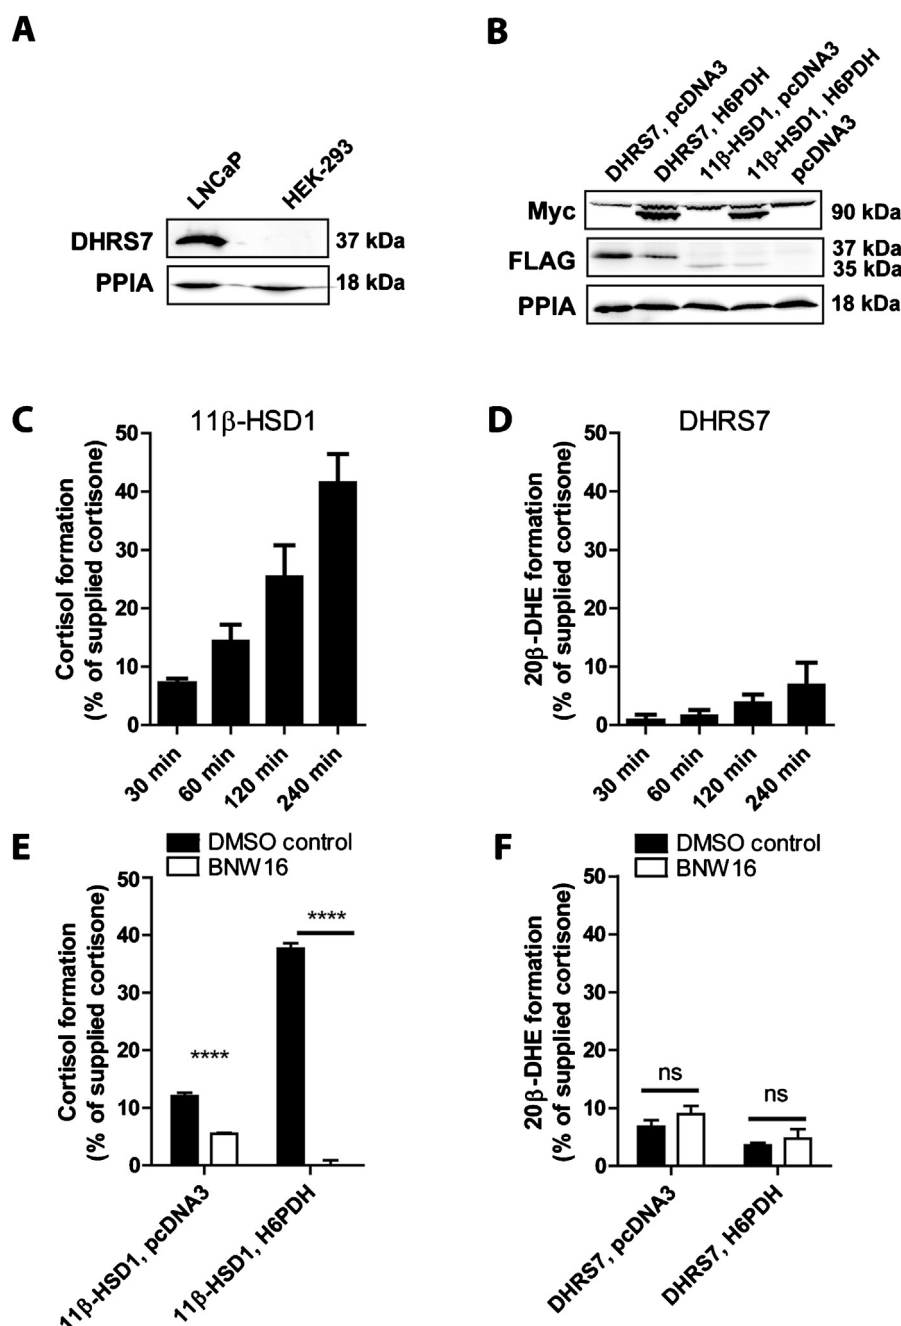 A
LNCaP
HEK-293
DHRS7
37 kDa
PPIA
18 kDa
B
DHRS7, pcDNA3
DHRS7, H6PDH
11β-HSD1, pcDNA3
11β-HSD1, H6PDH
pcDNA3
Myc
90 kDa
FLAG
37 kDa
35 kDa
PPIA
18 kDa
C
11β-HSD1
Cortisol formation
(% of supplied cortisone)
50
40
30
20
10
0
30 min
60 min
120 min
240 min
D
DHRS7
20β-DHE formation
(% of supplied cortisone)
50
40
30
20
10
0
30 min
60 min
120 min
240 min
E
DMSO control
BNW16
Cortisol formation
(% of supplied cortisone)
50
40
30
20
10
0
****
****
11β-HSD1, pcDNA3
11β-HSD1, H6PDH
F
DMSO control
BNW16
20β-DHE formation
(% of supplied cortisone)
50
40
30
20
10
0
ns
ns
DHRS7, pcDNA3
DHRS7, H6PDH